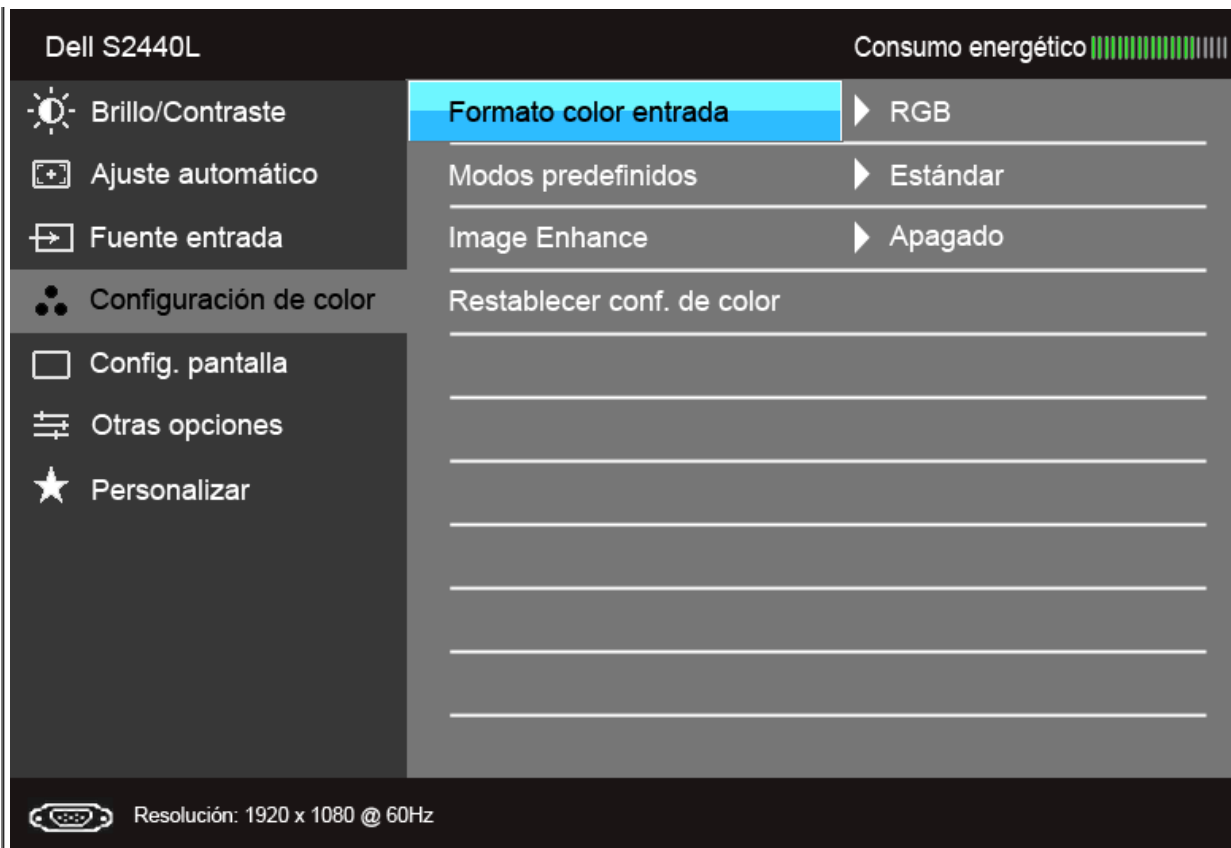 Dell S2440L
Consumo energético
Brillo/Contraste
Ajuste automático
Fuente entrada
Configuración de color
Config. pantalla
Otras opciones
Personalizar
Formato color entrada RGB
Modos predefinidos Estándar
Image Enhance Apagado
Restablecer conf. de color
Resolución: 1920 x 1080 @ 60Hz